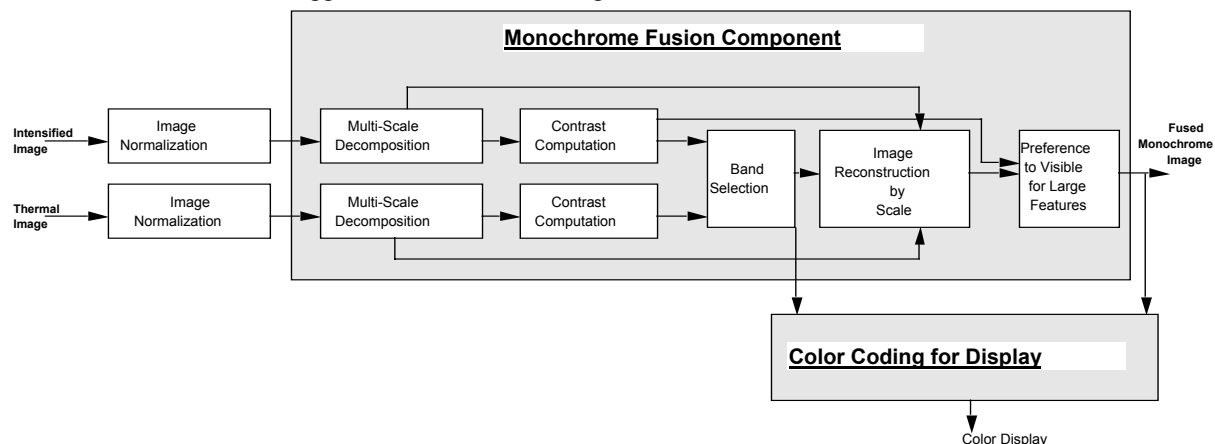 Monochrome Fusion Component
Intensified
Image
Image
Normalization
Multi-Scale
Decomposition
Contrast
Computation
Band
Selection
Image
Reconstruction
by
Scale
Preference
to Visible
for Large
Features
Fused
Monochrome
Image
Thermal
Image
Image
Normalization
Multi-Scale
Decomposition
Contrast
Computation
Color Coding for Display
Color Display